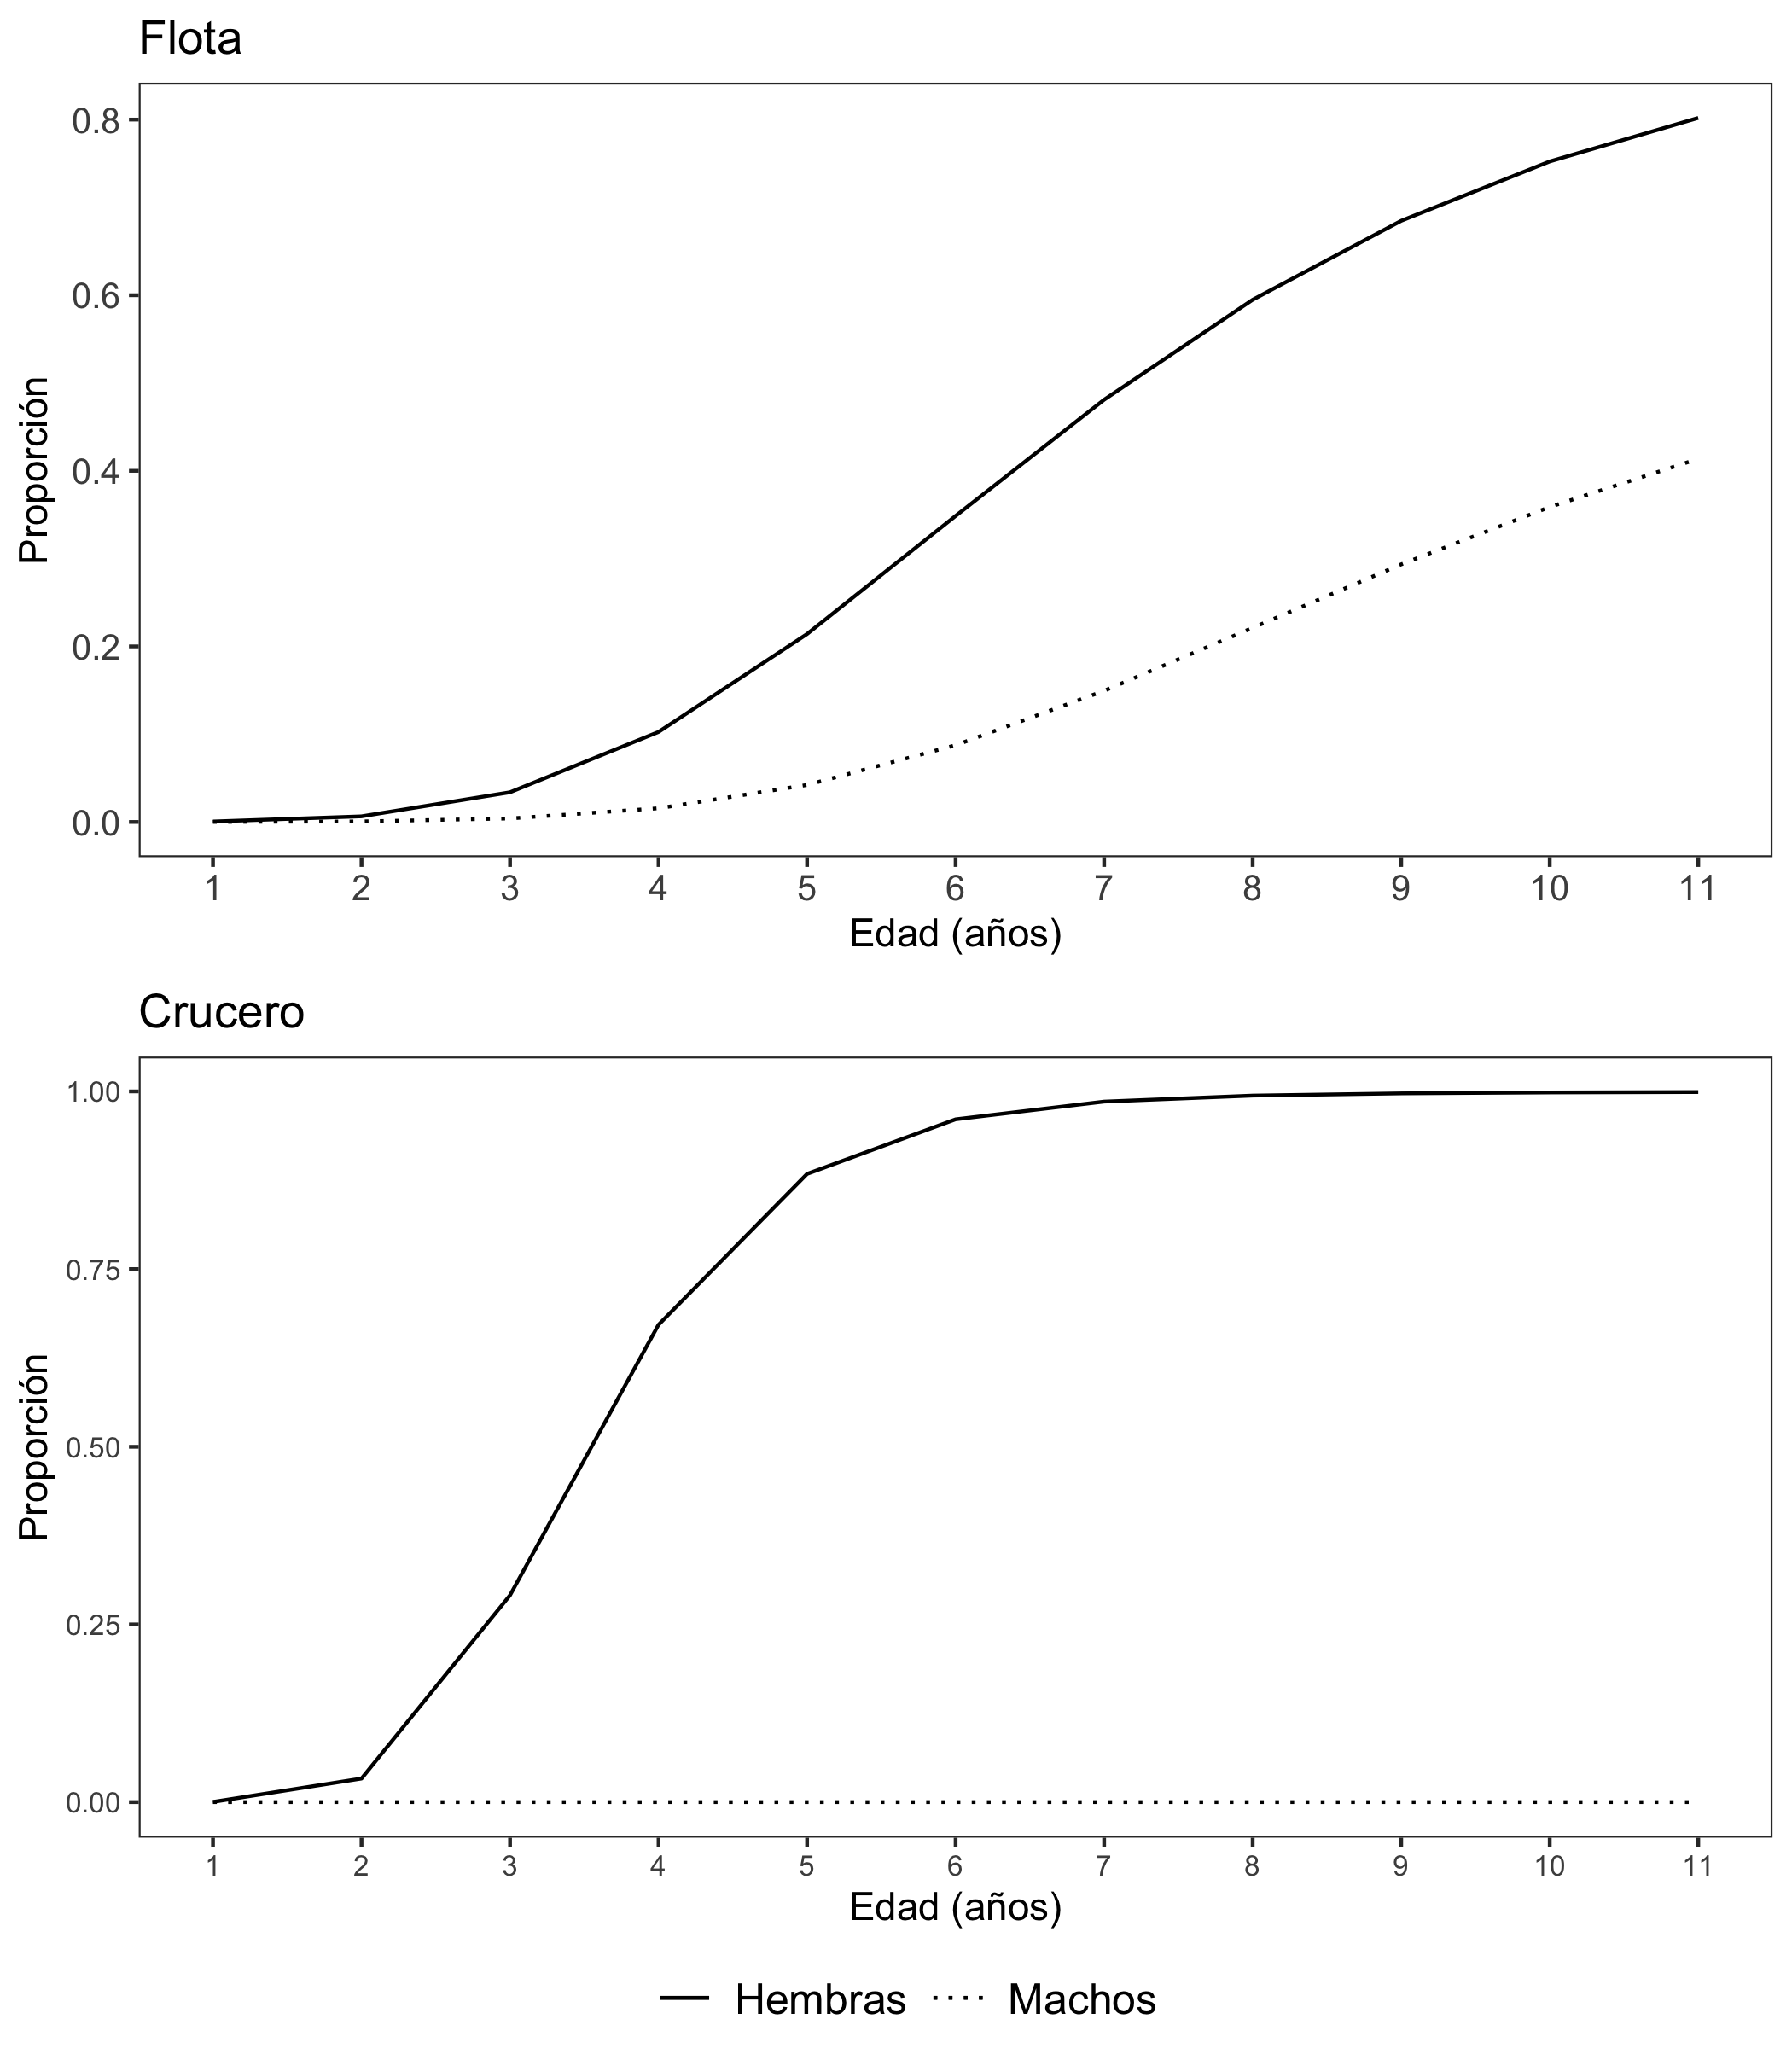 Flota
0.8
0.6
0.4
0.2
0.0
Proporción
1 2 3 4 5 6 7 8 9 10 11
Edad (años)
Crucero
1.00
0.75
0.50
0.25
0.00
Proporción
1 2 3 4 5 6 7 8 9 10 11
Edad (años)
Hembras Machos